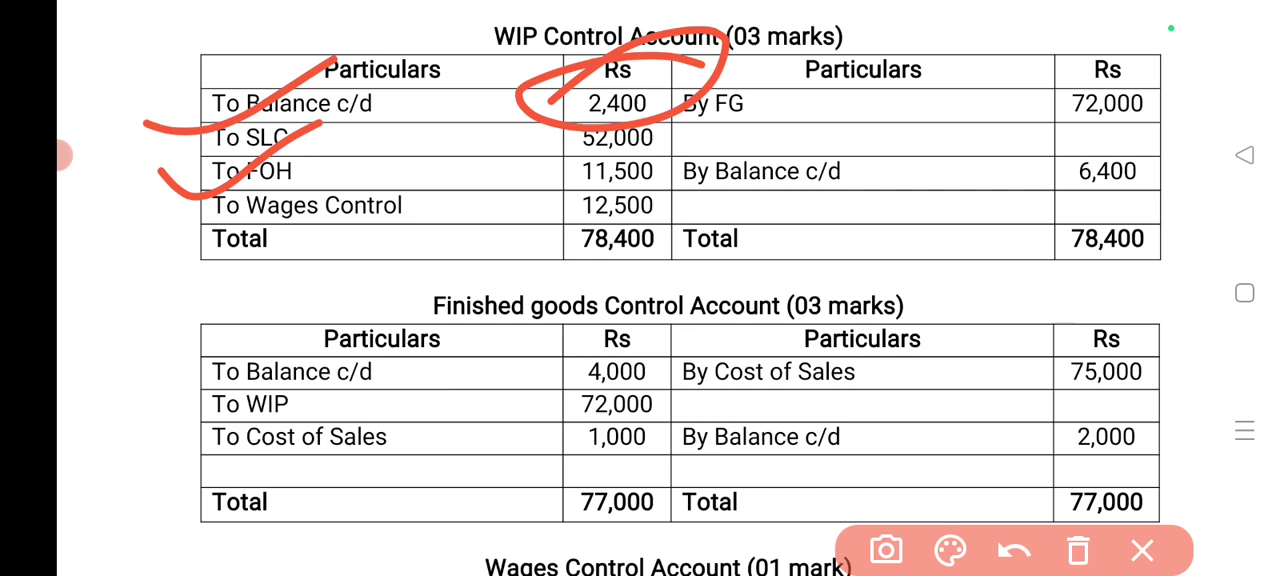 WIP Control Account (03 marks)
Particulars Rs Particulars Rs
To Balance c/d 2,400 By FG 72,000
To SLC 52,000
To FOH 11,500 By Balance c/d 6,400
To Wages Control 12,500
Total 78,400 Total 78,400
Finished goods Control Account (03 marks)
Particulars Rs Particulars Rs
To Balance c/d 4,000 By Cost of Sales 75,000
To WIP 72,000
To Cost of Sales 1,000 By Balance c/d 2,000
Total 77,000 Total 77,000
Wages Control Account (01 mark)